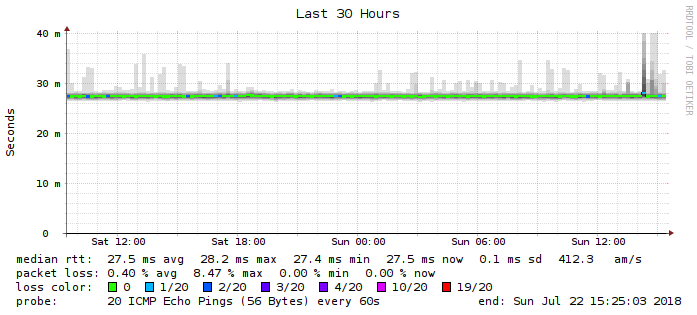 Last 30 Hours
RRDTOOL / TOBI OETIKER
Seconds
40 m
30 m
20 m
10 m
0
Sat 12:00 Sat 18:00 Sun 00:00 Sun 06:00 Sun 12:00
median rtt: 27.5 ms avg 28.2 ms max 27.4 ms min 27.5 ms now 0.1 ms sd 412.3 am/s
packet loss: 0.40 % avg 8.47 % max 0.00 % min 0.00 % now
loss color: 0 1/20 2/20 3/20 4/20 10/20 19/20
probe: 20 ICMP Echo Pings (56 Bytes) every 60s end: Sun Jul 22 15:25:03 2018